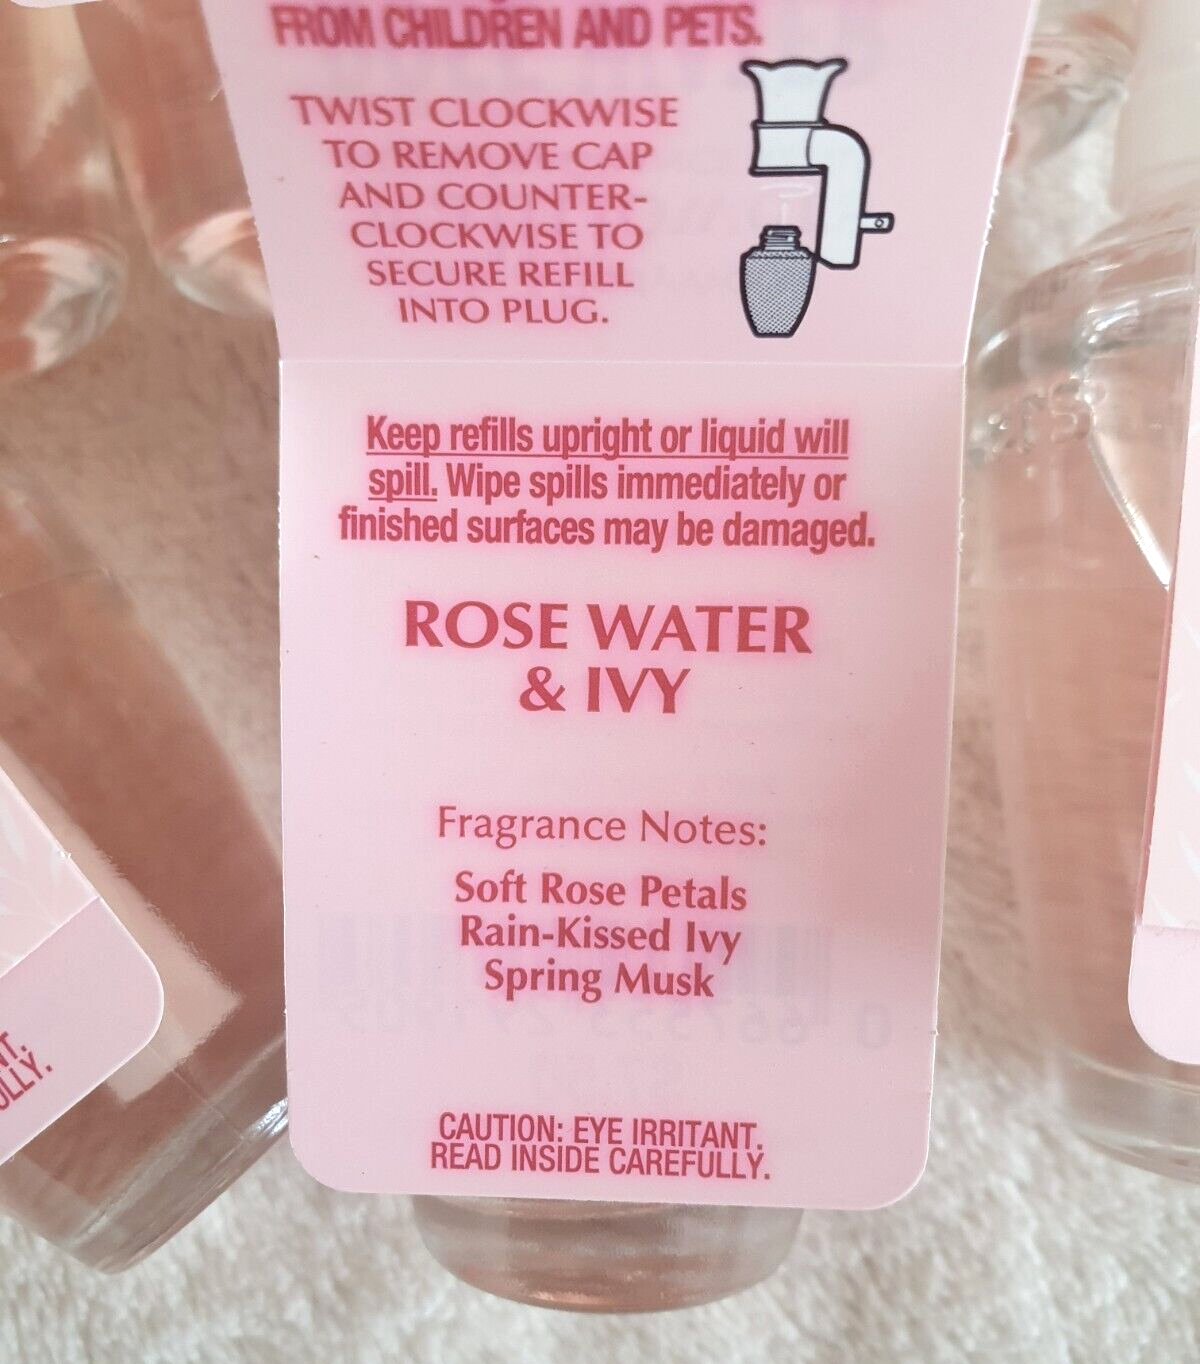 FROM CHILDREN AND PETS.
TWIST CLOCKWISE
TO REMOVE CAP
AND COUNTER-
CLOCKWISE TO
SECURE REFILL
INTO PLUG.
Keep refills upright or liquid will
spill. Wipe spills immediately or
finished surfaces may be damaged.
ROSE WATER
& IVY
Fragrance Notes:
Soft Rose Petals
Rain-Kissed Ivy
Spring Musk
CAUTION: EYE IRRITANT.
READ INSIDE CAREFULLY.